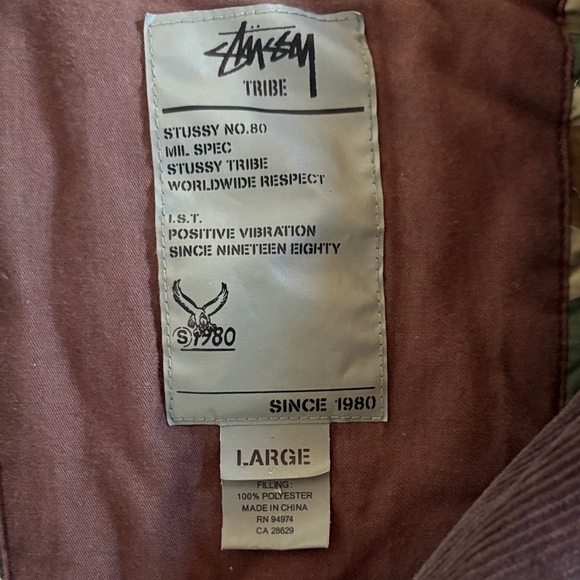 STÜSSY
TRIBE
STUSSY NO.80
MIL SPEC
STUSSY TRIBE
WORLDWIDE RESPECT
I.S.T.
POSITIVE VIBRATION
SINCE NINETEEN EIGHTY
S 1980
SINCE 1980
LARGE
FILLING:
100% POLYESTER
MADE IN CHINA
RN 94974
CA 28629